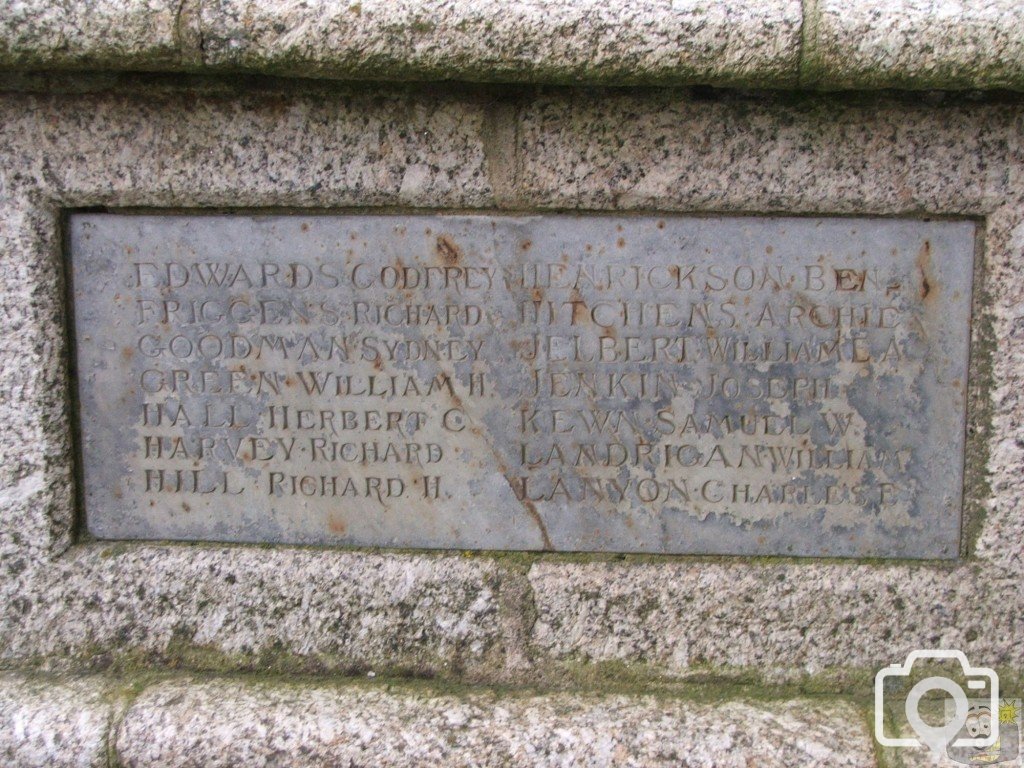 EDWARDS GODFREY
FRIGGENS·RICHARD
GOODMAN SYDNEY
GREEN·WILLIAM H.
HALL HERBERT C.
HARVEY·RICHARD
HILL RICHARD H.
HENRICKSON BEN.
HITCHENS ARCHIE
JELBERT WILLIAM E A
JENKIN JOSEPH
KEWN·SAMUEL W
LANDRIGAN WILLIAM
LANYON·CHARLES E